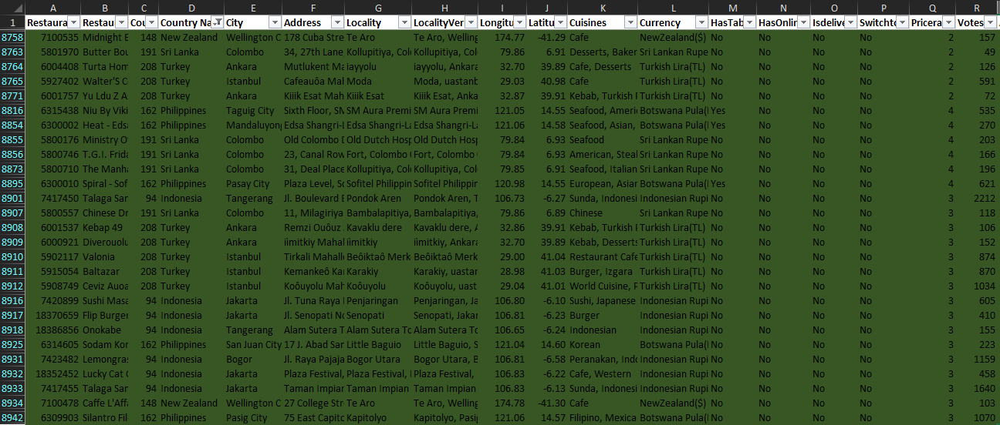 A B C D E F G H I J K L M N O P Q R
1 Restaura Restau Cou Country Na City Address Locality LocalityVer Longitu Latitu Cuisines Currency HasTab HasOnlin Isdelive Switchto Pricera Votes
8758 7100535 Midnight E 148 New Zealand Wellington C 178 Cuba Stre Te Aro Te Aro, Welling 174.77 -41.29 Cafe NewZealand($) No No No No 2 157
8763 5801970 Butter Bou 191 Sri Lanka Colombo 34, 27th Lane Kollupitiya, Col Kollupitiya, Col 79.86 6.91 Desserts, Baker Sri Lankan Rupe No No No No 2 49
8764 6004408 Turta Hom 208 Turkey Ankara Mutlukent Ma iayyolu iayyolu, Ankara 32.70 39.89 Cafe, Desserts Turkish Lira(TL) No No No No 2 126
8765 5927402 Walter'S C 208 Turkey Istanbul Cafeauôa Mal Moda Moda, uastanb 29.03 40.98 Cafe Turkish Lira(TL) No No No No 2 591
8771 6001757 Yu Ldu Z A 208 Turkey Ankara Kiiik Esat Mah Kiiik Esat Kiiik Esat, Anka 32.87 39.91 Kebab, Turkish Turkish Lira(TL) No No No No 2 72
8816 6315438 Niu By Viki 162 Philippines Taguig City Sixth Floor, SM SM Aura Premi SM Aura Premi 121.05 14.55 Seafood, Ameri Botswana Pula( Yes No No No 4 535
8854 6300002 Heat - Edsa 162 Philippines Mandaluyong Edsa Shangri-L Edsa Shangri-La Edsa Shangri-La 121.06 14.58 Seafood, Asian, Botswana Pula( No No No No 4 270
8855 5800176 Ministry O 191 Sri Lanka Colombo Old Colombo D Old Dutch Hosp Old Dutch Hosp 79.84 6.93 Seafood Sri Lankan Rupe No No No No 4 203
8856 5800746 T.G.I. Frida 191 Sri Lanka Colombo 23, Canal Row Fort, Colombo Fort, Colombo 79.84 6.93 American, Steal Sri Lankan Rupe No No No No 4 166
8873 5800710 The Manha 191 Sri Lanka Colombo 31, Deal Place Kollupitiya, Col Kollupitiya, Col 79.85 6.91 Seafood, Italian Sri Lankan Rupe No No No No 4 196
8895 6300010 Spiral - Sof 162 Philippines Pasay City Plaza Level, So Sofitel Philippin Sofitel Philippin 120.98 14.55 European, Asian Botswana Pula( Yes No No No 4 621
8901 7417450 Talaga Sam 94 Indonesia Tangerang Jl. Boulevard B Pondok Aren Pondok Aren, T 106.73 -6.27 Sunda, Indonesi Indonesian Rupi No No No No 3 2212
8907 5800557 Chinese Dr 191 Sri Lanka Colombo 11, Milagiriya Bambalapitiya, Bambalapitiya, 79.86 6.89 Chinese Sri Lankan Rupe No No No No 3 118
8908 6001537 Kebap 49 208 Turkey Ankara Remzi Ouôuz Kavaklu dere Kavaklu dere, A 32.86 39.91 Kebab, Turkish Turkish Lira(TL) No No No No 3 106
8909 6000921 Diverouolu 208 Turkey Ankara iimitkiy Mahal iimitkiy iimitkiy, Ankara 32.70 39.89 Kebab, Desserts Turkish Lira(TL) No No No No 3 152
8910 5902117 Valonia 208 Turkey Istanbul Tirkali Mahalle Beôiktaô Merk Beôiktaô Merk 29.00 41.04 Restaurant Cafe Turkish Lira(TL) No No No No 3 874
8911 5915054 Baltazar 208 Turkey Istanbul Kemankeô Kar Karakiy Karakiy, uastar 28.98 41.03 Burger, Izgara Turkish Lira(TL) No No No No 3 870
8912 5908749 Ceviz Auoa 208 Turkey Istanbul Koôuyolu Mah Koôuyolu Koôuyolu, uast 29.04 41.01 World Cuisine, Turkish Lira(TL) No No No No 3 1034
8916 7420899 Sushi Masa 94 Indonesia Jakarta Jl. Tuna Raya Penjaringan Penjaringan, Ja 106.80 -6.10 Sushi, Japanese Indonesian Rupi No No No No 3 605
8917 18370659 Flip Burger 94 Indonesia Jakarta Jl. Senopati No Senopati Senopati, Jakar 106.81 -6.23 Burger Indonesian Rupi No No No No 3 410
8918 18386856 Onokabe 94 Indonesia Tangerang Alam Sutera T Alam Sutera To Alam Sutera To 106.65 -6.24 Indonesian Indonesian Rupi No No No No 3 155
8925 6314605 Sodam Kor 162 Philippines San Juan City 17 J. Abad San Little Baguio Little Baguio, S 121.04 14.60 Korean Botswana Pula( No No No No 3 223
8931 7423482 Lemongras 94 Indonesia Bogor Jl. Raya Pajaja Bogor Utara Bogor Utara, B 106.81 -6.58 Peranakan, Indo Indonesian Rupi No No No No 3 1159
8932 18352452 Lucky Cat 94 Indonesia Jakarta Plaza Festival, Plaza Festival, Plaza Festival, 106.83 -6.22 Cafe, Western Indonesian Rupi No No No No 3 458
8933 7417455 Talaga Sam 94 Indonesia Jakarta Taman Impian Taman Impian Taman Impian 106.83 -6.13 Sunda, Indonesi Indonesian Rupi No No No No 3 1640
8934 7100478 Caffe L'Affa 148 New Zealand Wellington C 27 College Str Te Aro Te Aro, Welling 174.78 -41.30 Cafe NewZealand($) No No No No 3 103
8942 6309903 Silantro Fil 162 Philippines Pasig City 75 East Capito Kapitolyo Kapitolyo, Pasi 121.06 14.57 Filipino, Mexica Botswana Pula( No No No No 3 1070